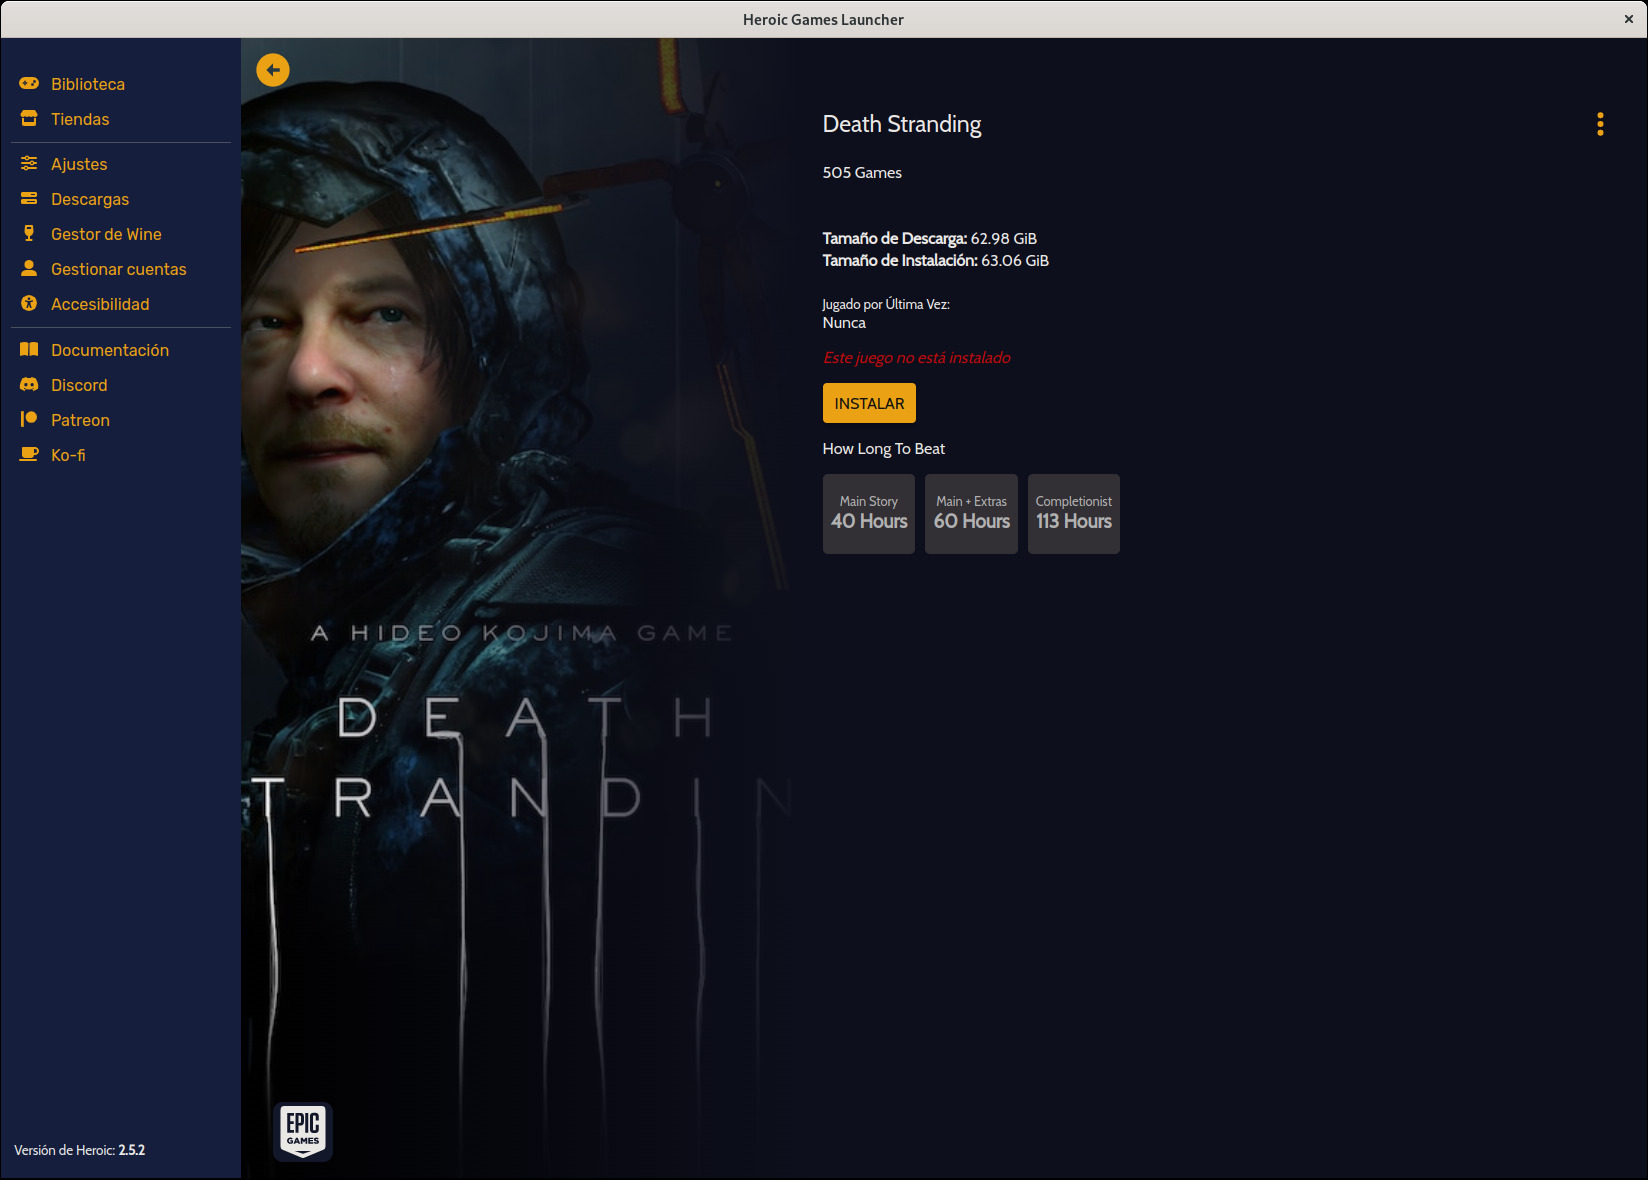 Heroic Games Launcher
Biblioteca
Tiendas
Ajustes
Descargas
Gestor de Wine
Gestionar cuentas
Accesibilidad
Documentación
Discord
Patreon
Ko-fi
Versión de Heroic: 2.5.2
A HIDEO KOJIMA GAME
DEATH
TRANDIN
EPIC
GAMES
Death Stranding
505 Games
Tamaño de Descarga: 62.98 GiB
Tamaño de Instalación: 63.06 GiB
Jugado por Última Vez:
Nunca
Este juego no está instalado
INSTALAR
How Long To Beat
Main Story
40 Hours
Main + Extras
60 Hours
Completionist
113 Hours